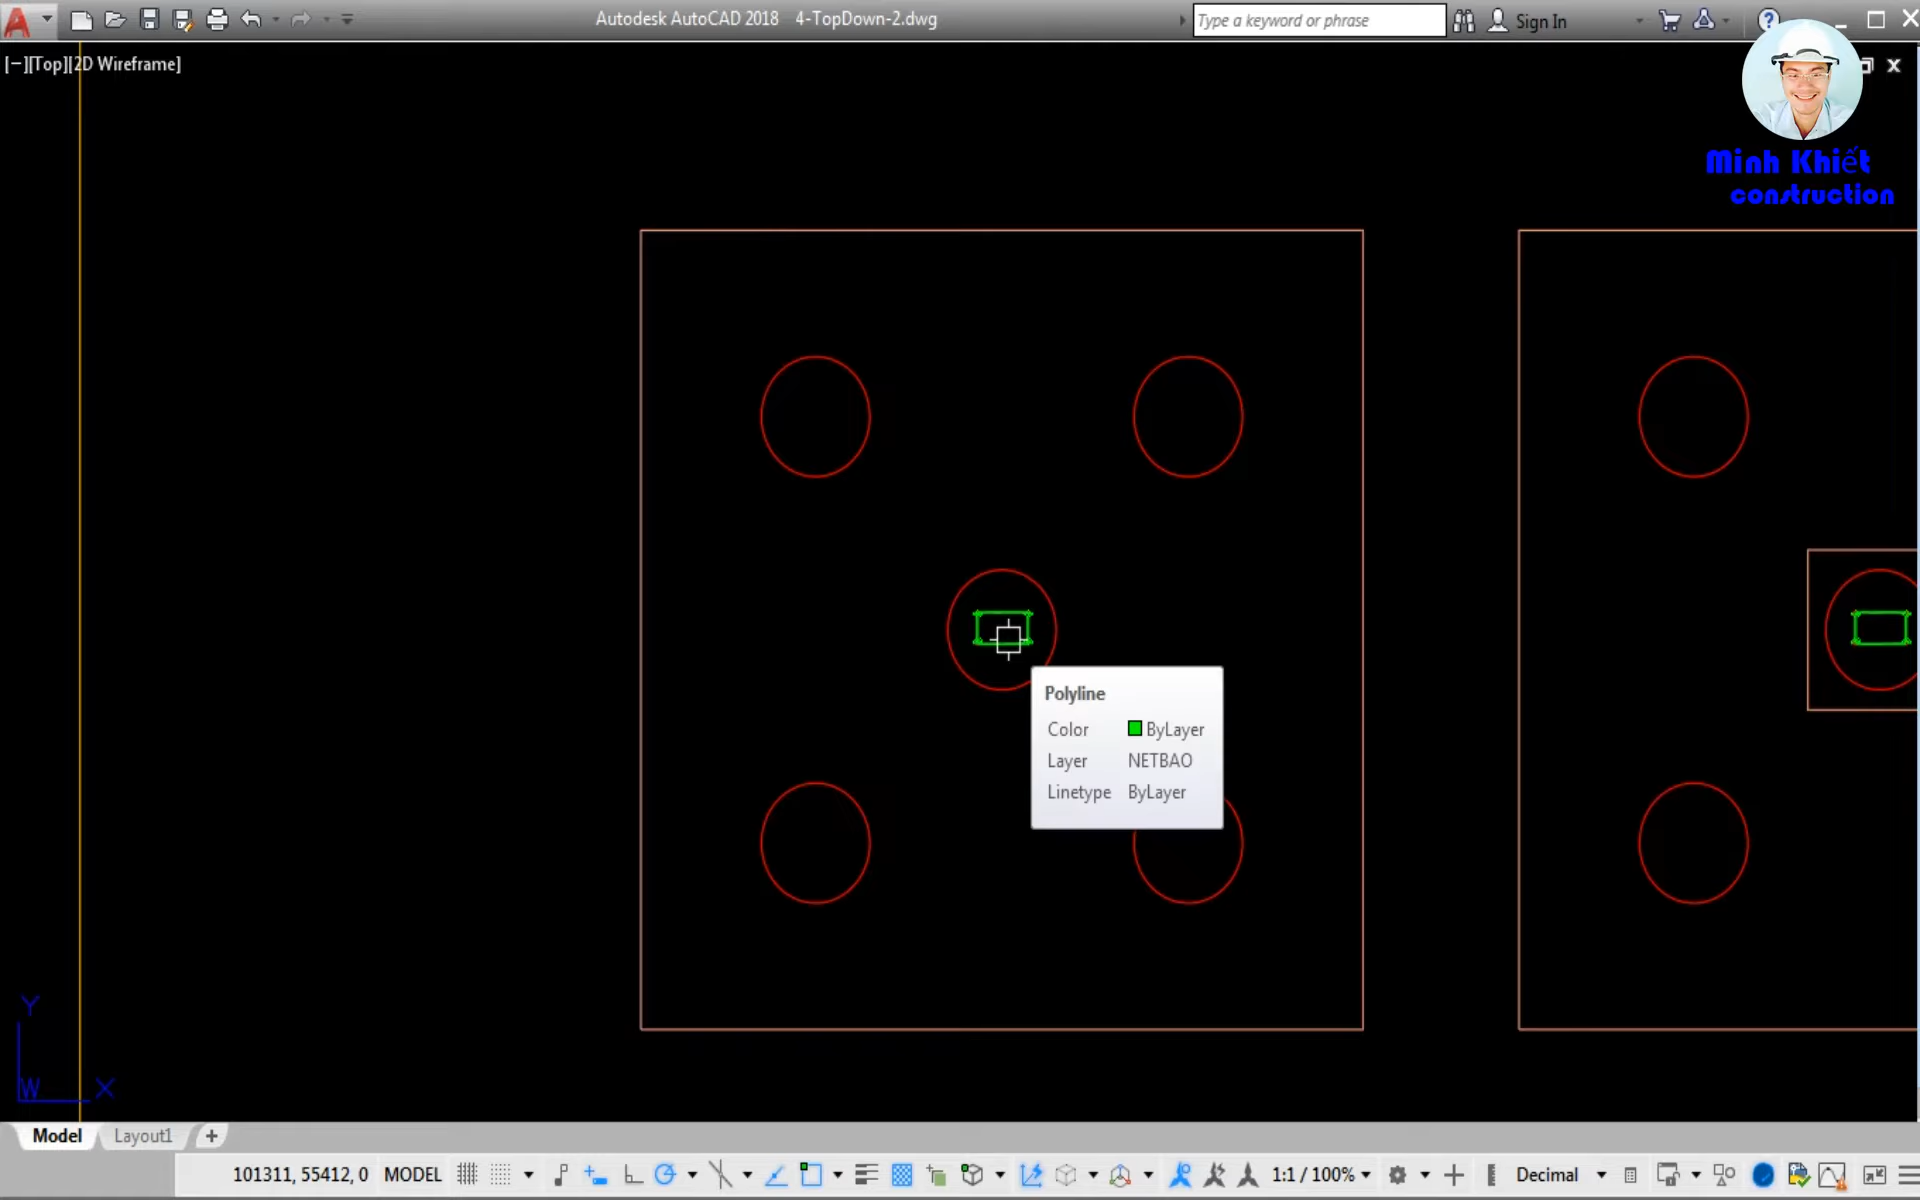 Autodesk AutoCAD 2018 4-TopDown-2.dwg
Type a keyword or phrase
Sign In
[−][Top][2D Wireframe]
Minh Khiết
construction
Polyline
Color ByLayer
Layer NETBAO
Linetype ByLayer
Y
W X
Model Layout1 +
101311, 55412, 0 MODEL 1:1 / 100% Decimal